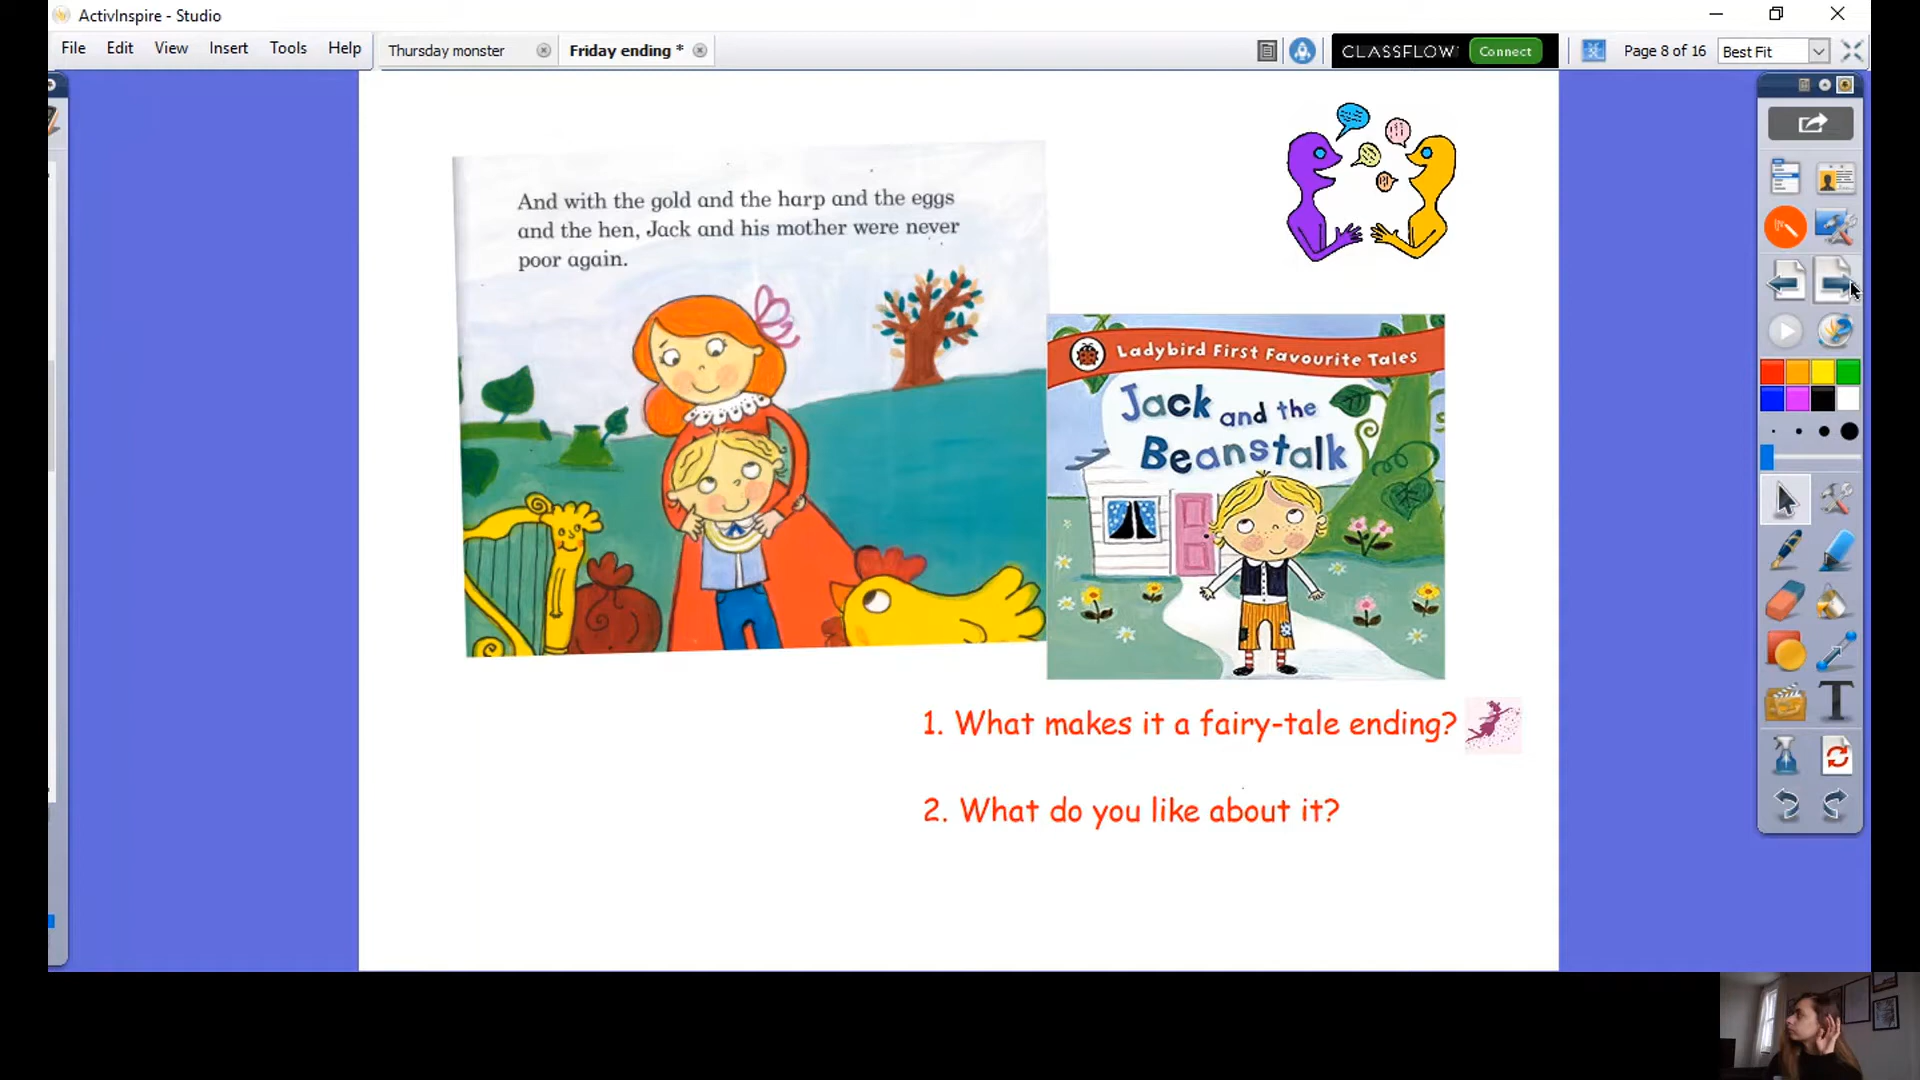 ActivInspire - Studio
File Edit View Insert Tools Help
Thursday monster
Friday ending *
CLASSFLOW
Connect
Page 8 of 16
Best Fit
And with the gold and the harp and the eggs
and the hen, Jack and his mother were never
poor again.
Ladybird First Favourite Tales
Jack and the
Beanstalk
1. What makes it a fairy-tale ending?
2. What do you like about it?
T